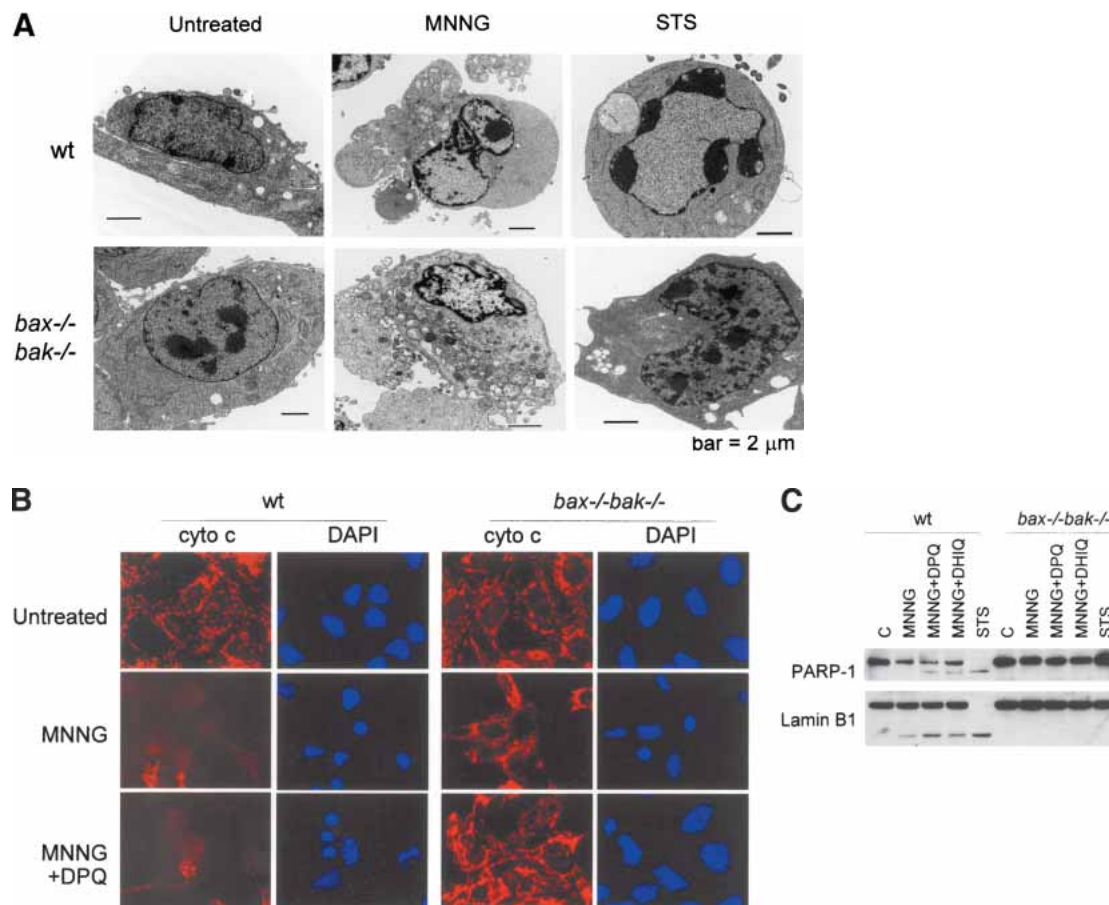 A
Untreated MNNG STS
wt
bax-/-
bak-/-
bar = 2 μm
B
wt bax-/-bak-/-
cyto c DAPI cyto c DAPI
Untreated
MNNG
MNNG
+DPQ
C
wt bax-/-bak-/-
C MNNG MNNG+DPQ MNNG+DHIQ STS C MNNG MNNG+DPQ MNNG+DHIQ STS
PARP-1
Lamin B1